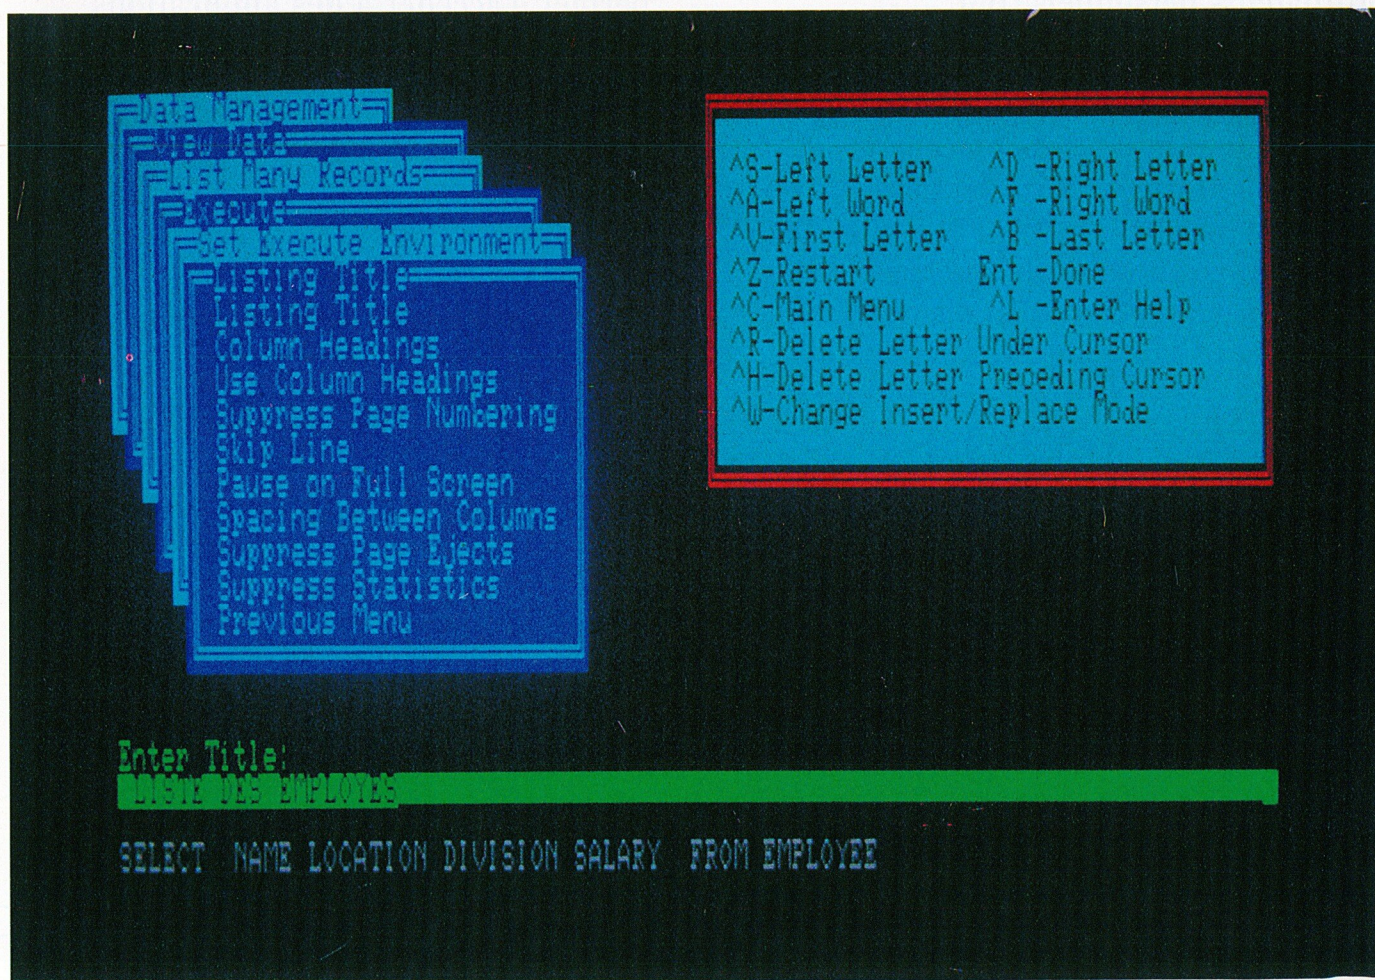 Data Management
View Data
List Many Records
Execute
Set Execute Environment
Listing Title
Listing Title
Column Headings
Use Column Headings
Suppress Page Numbering
Skip Line
Pause on Full Screen
Spacing Between Columns
Suppress Page Ejects
Suppress Statistics
Previous Menu
^S-Left Letter ^D -Right Letter
^A-Left Word ^F -Right Word
^V-First Letter ^B -Last Letter
^Z-Restart Ent -Done
^C-Main Menu ^L -Enter Help
^R-Delete Letter Under Cursor
^H-Delete Letter Preceding Cursor
^W-Change Insert/Replace Mode
Enter Title:
LISTE DES EMPLOYES
SELECT NAME LOCATION DIVISION SALARY FROM EMPLOYEE